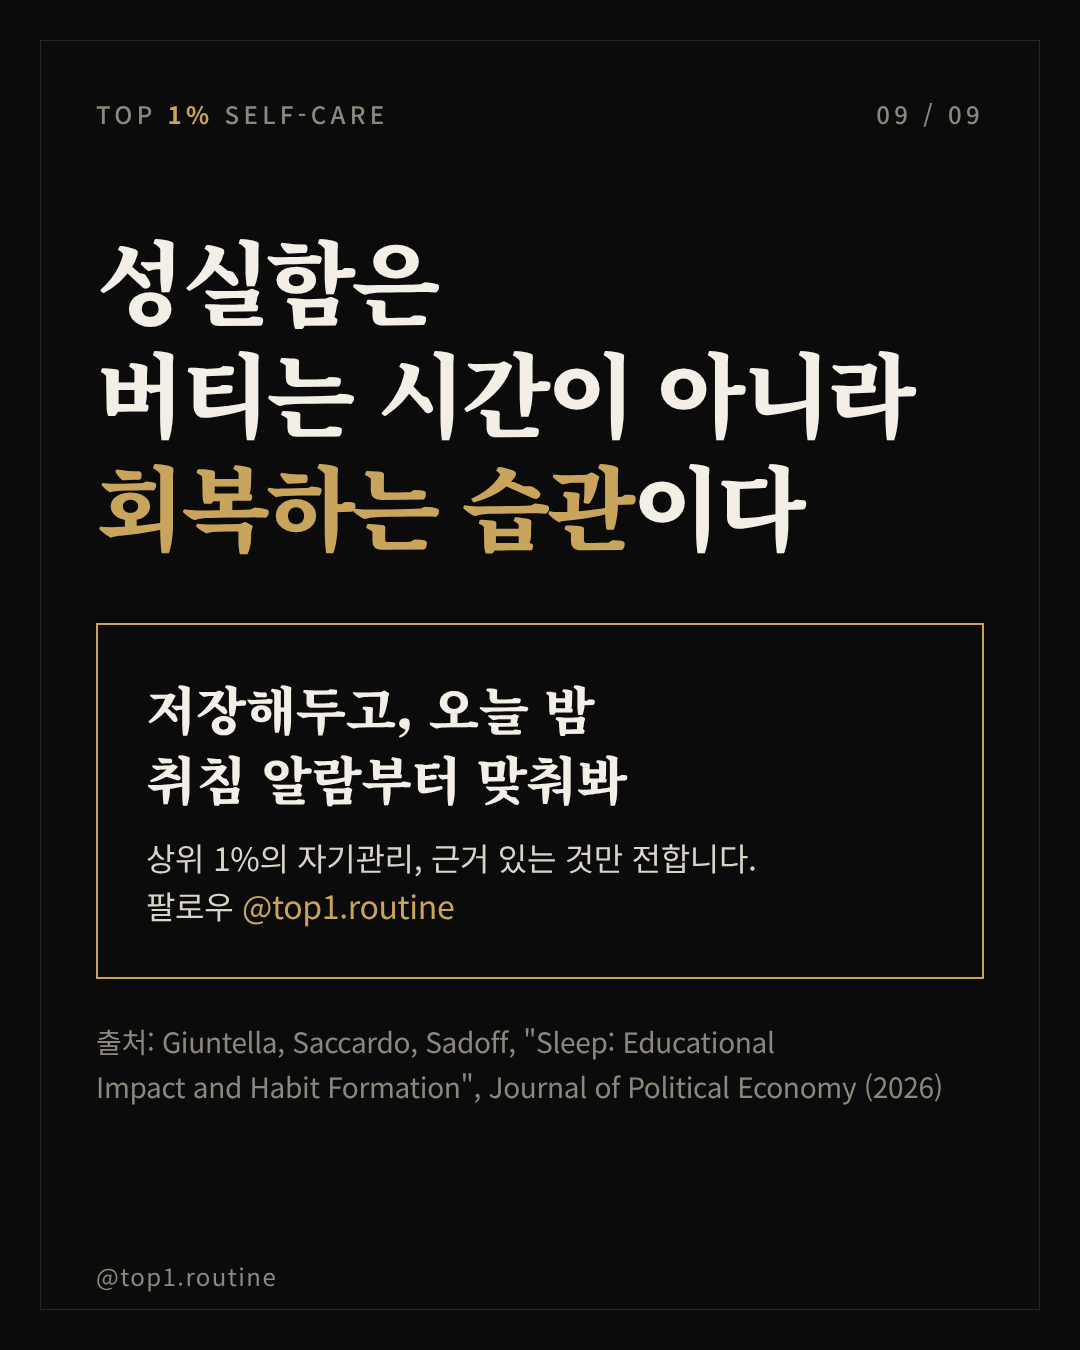 TOP 1% SELF-CARE
09 / 09
성실함은
버티는 시간이 아니라
회복하는 습관이다
저장해두고, 오늘 밤
취침 알람부터 맞춰봐
상위 1%의 자기관리, 근거 있는 것만 전합니다.
팔로우 @top1.routine
출처: Giuntella, Saccardo, Sadoff, "Sleep: Educational
Impact and Habit Formation", Journal of Political Economy (2026)
@top1.routine